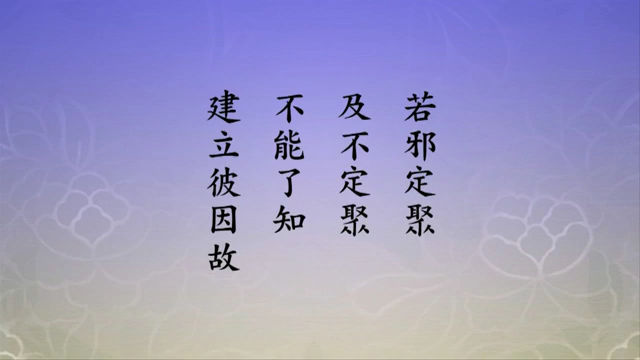 若邪定聚
及不定聚
不能了知
建立彼因故